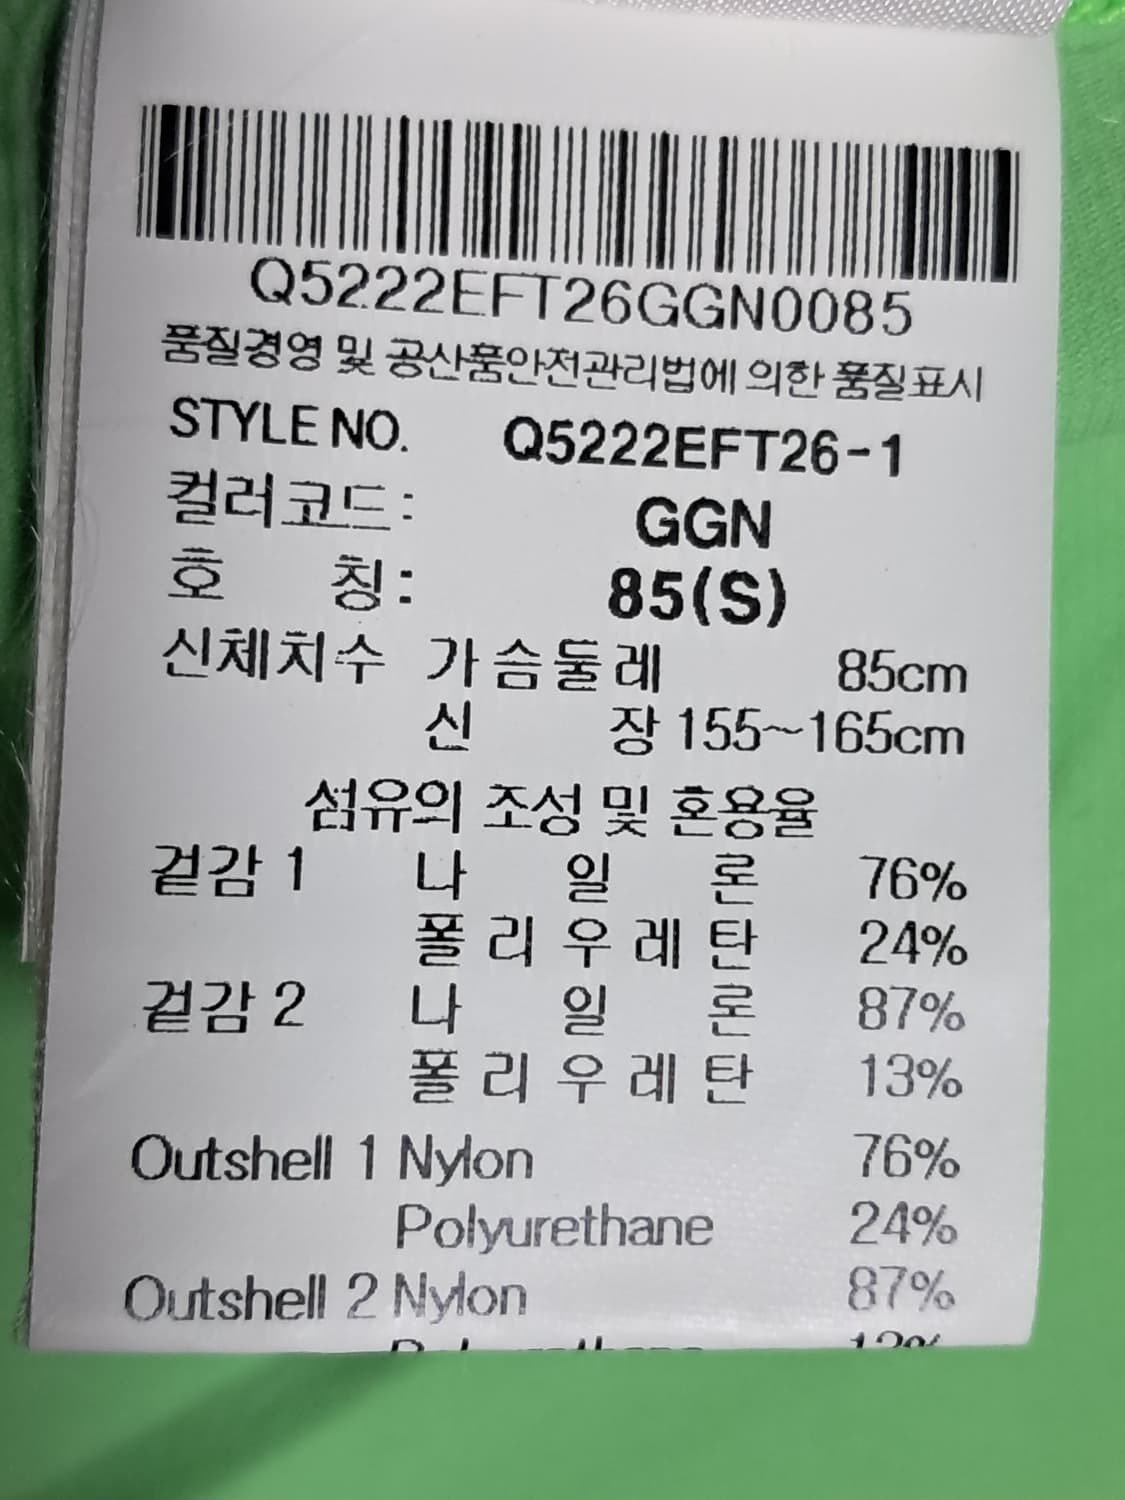 Q5222EFT26GGN0085
품질경영 및 공산품안전관리법에 의한 품질표시
STYLE NO. Q5222EFT26-1
컬러코드: GGN
호 칭: 85(S)
신체치수 가슴둘레 85cm
신 장 155~165cm
섬유의 조성 및 혼용율
겉감 1 나 일 론 76%
폴 리 우 레 탄 24%
겉감 2 나 일 론 87%
폴 리 우 레 탄 13%
Outshell 1 Nylon 76%
Polyurethane 24%
Outshell 2 Nylon 87%